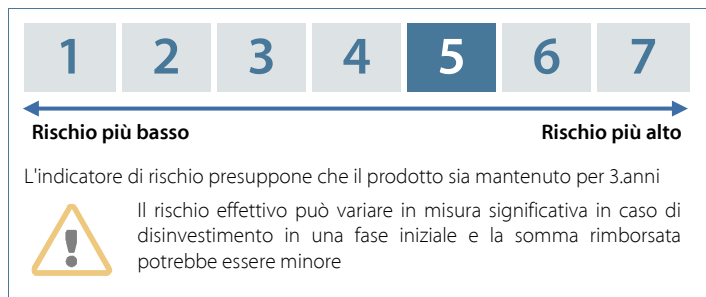 1 2 3 4 5 6 7
Rischio più basso Rischio più alto
L'indicatore di rischio presuppone che il prodotto sia mantenuto per 3.anni
Il rischio effettivo può variare in misura significativa in caso di
disinvestimento in una fase iniziale e la somma rimborsata
potrebbe essere minore